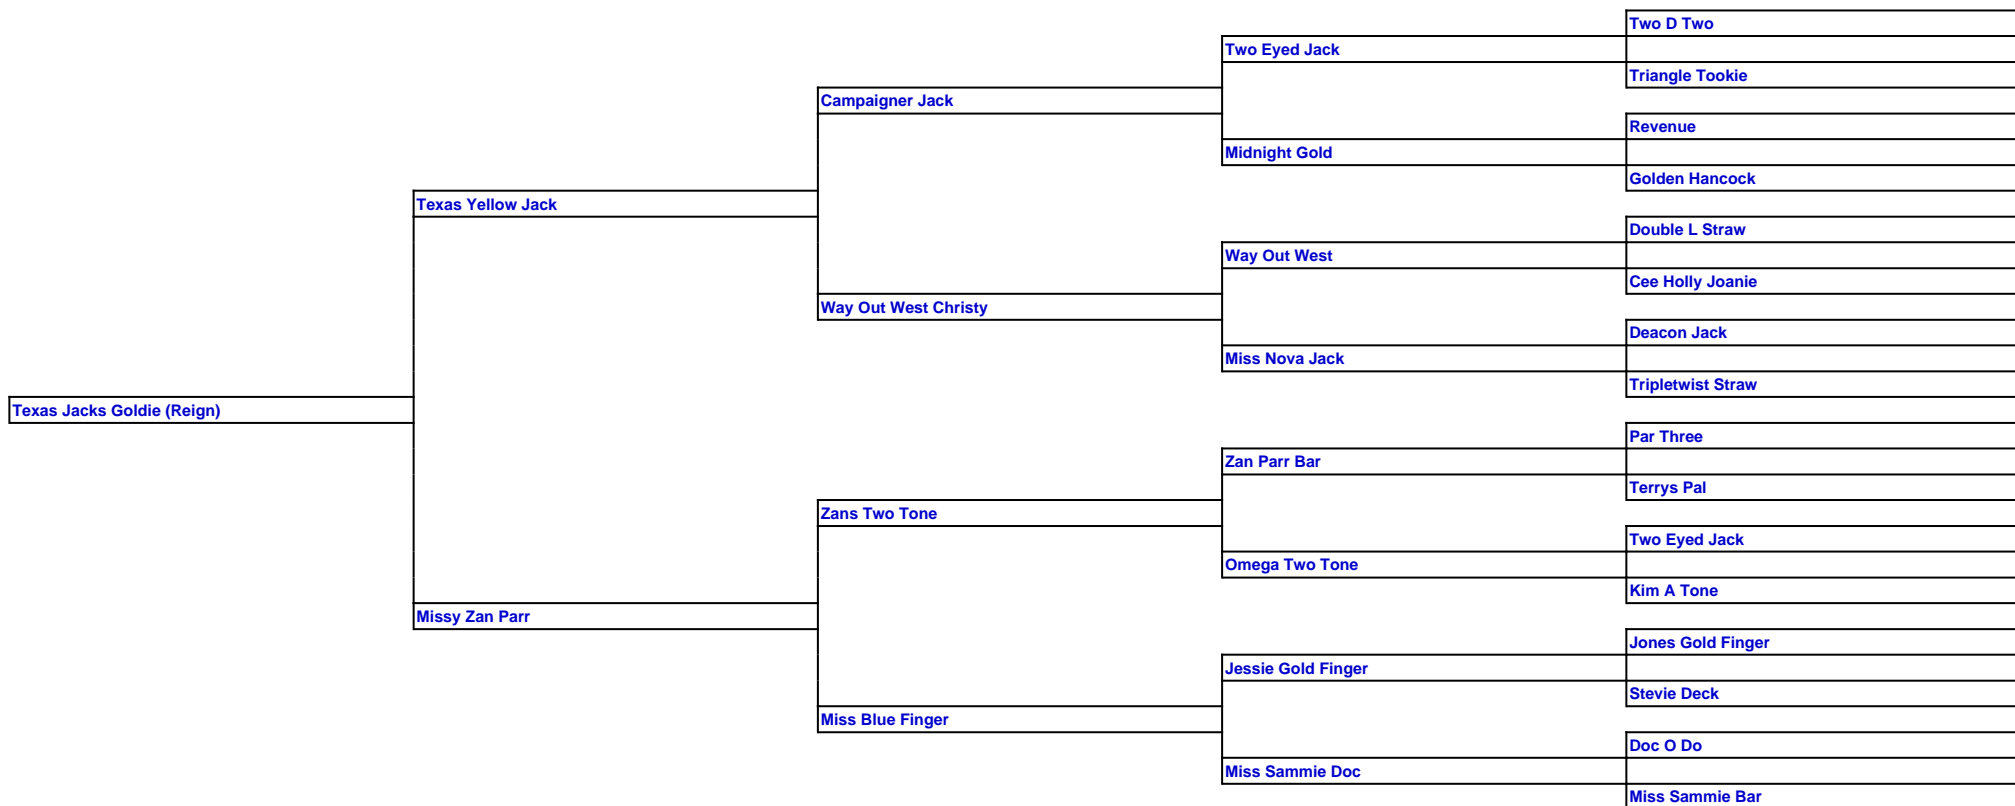 Two D Two
Two Eyed Jack
Triangle Tookie
Campaigner Jack
Revenue
Midnight Gold
Golden Hancock
Texas Yellow Jack
Double L Straw
Way Out West
Cee Holly Joanie
Way Out West Christy
Deacon Jack
Miss Nova Jack
Tripletwist Straw
Texas Jacks Goldie (Reign)
Par Three
Zan Parr Bar
Terrys Pal
Zans Two Tone
Two Eyed Jack
Omega Two Tone
Kim A Tone
Missy Zan Parr
Jones Gold Finger
Jessie Gold Finger
Stevie Deck
Miss Blue Finger
Doc O Do
Miss Sammie Doc
Miss Sammie Bar